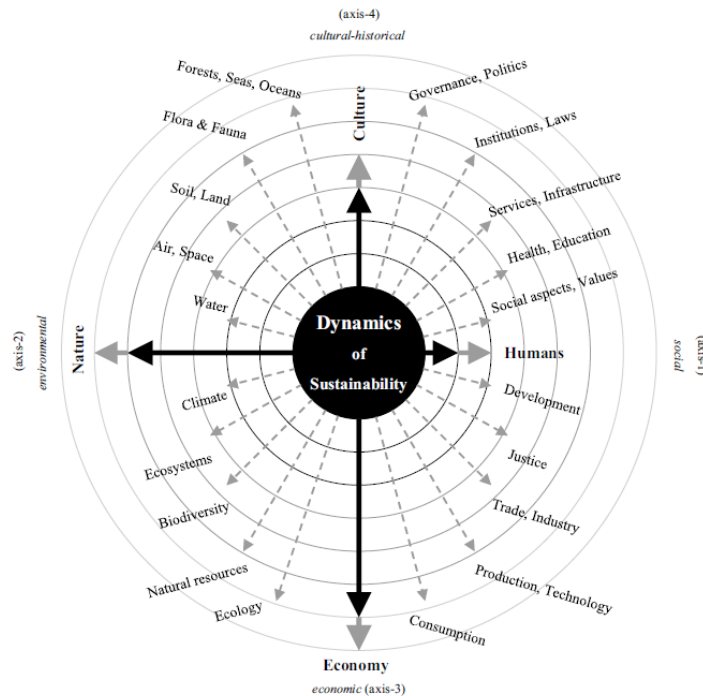 (axis-4)
cultural-historical
Forests, Seas, Oceans
Governance, Politics
Culture
Flora & Fauna
Institutions, Laws
Soil, Land
Services, Infrastructure
Air, Space
Health, Education
Water
Social aspects, Values
(axis-2)
environmental
Nature
Dynamics
of
Sustainability
Humans
social
(axis-1)
Climate
Development
Ecosystems
Justice
Biodiversity
Trade, Industry
Natural resources
Production, Technology
Ecology
Consumption
Economy
economic (axis-3)